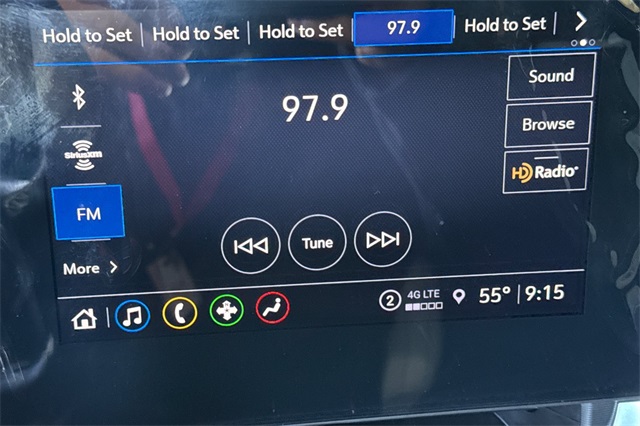 Hold to Set
Hold to Set
Hold to Set
97.9
Hold to Set
SiriusXM
FM
More
97.9
Sound
Browse
HD Radio
Tune
2
4G LTE
55°
9:15